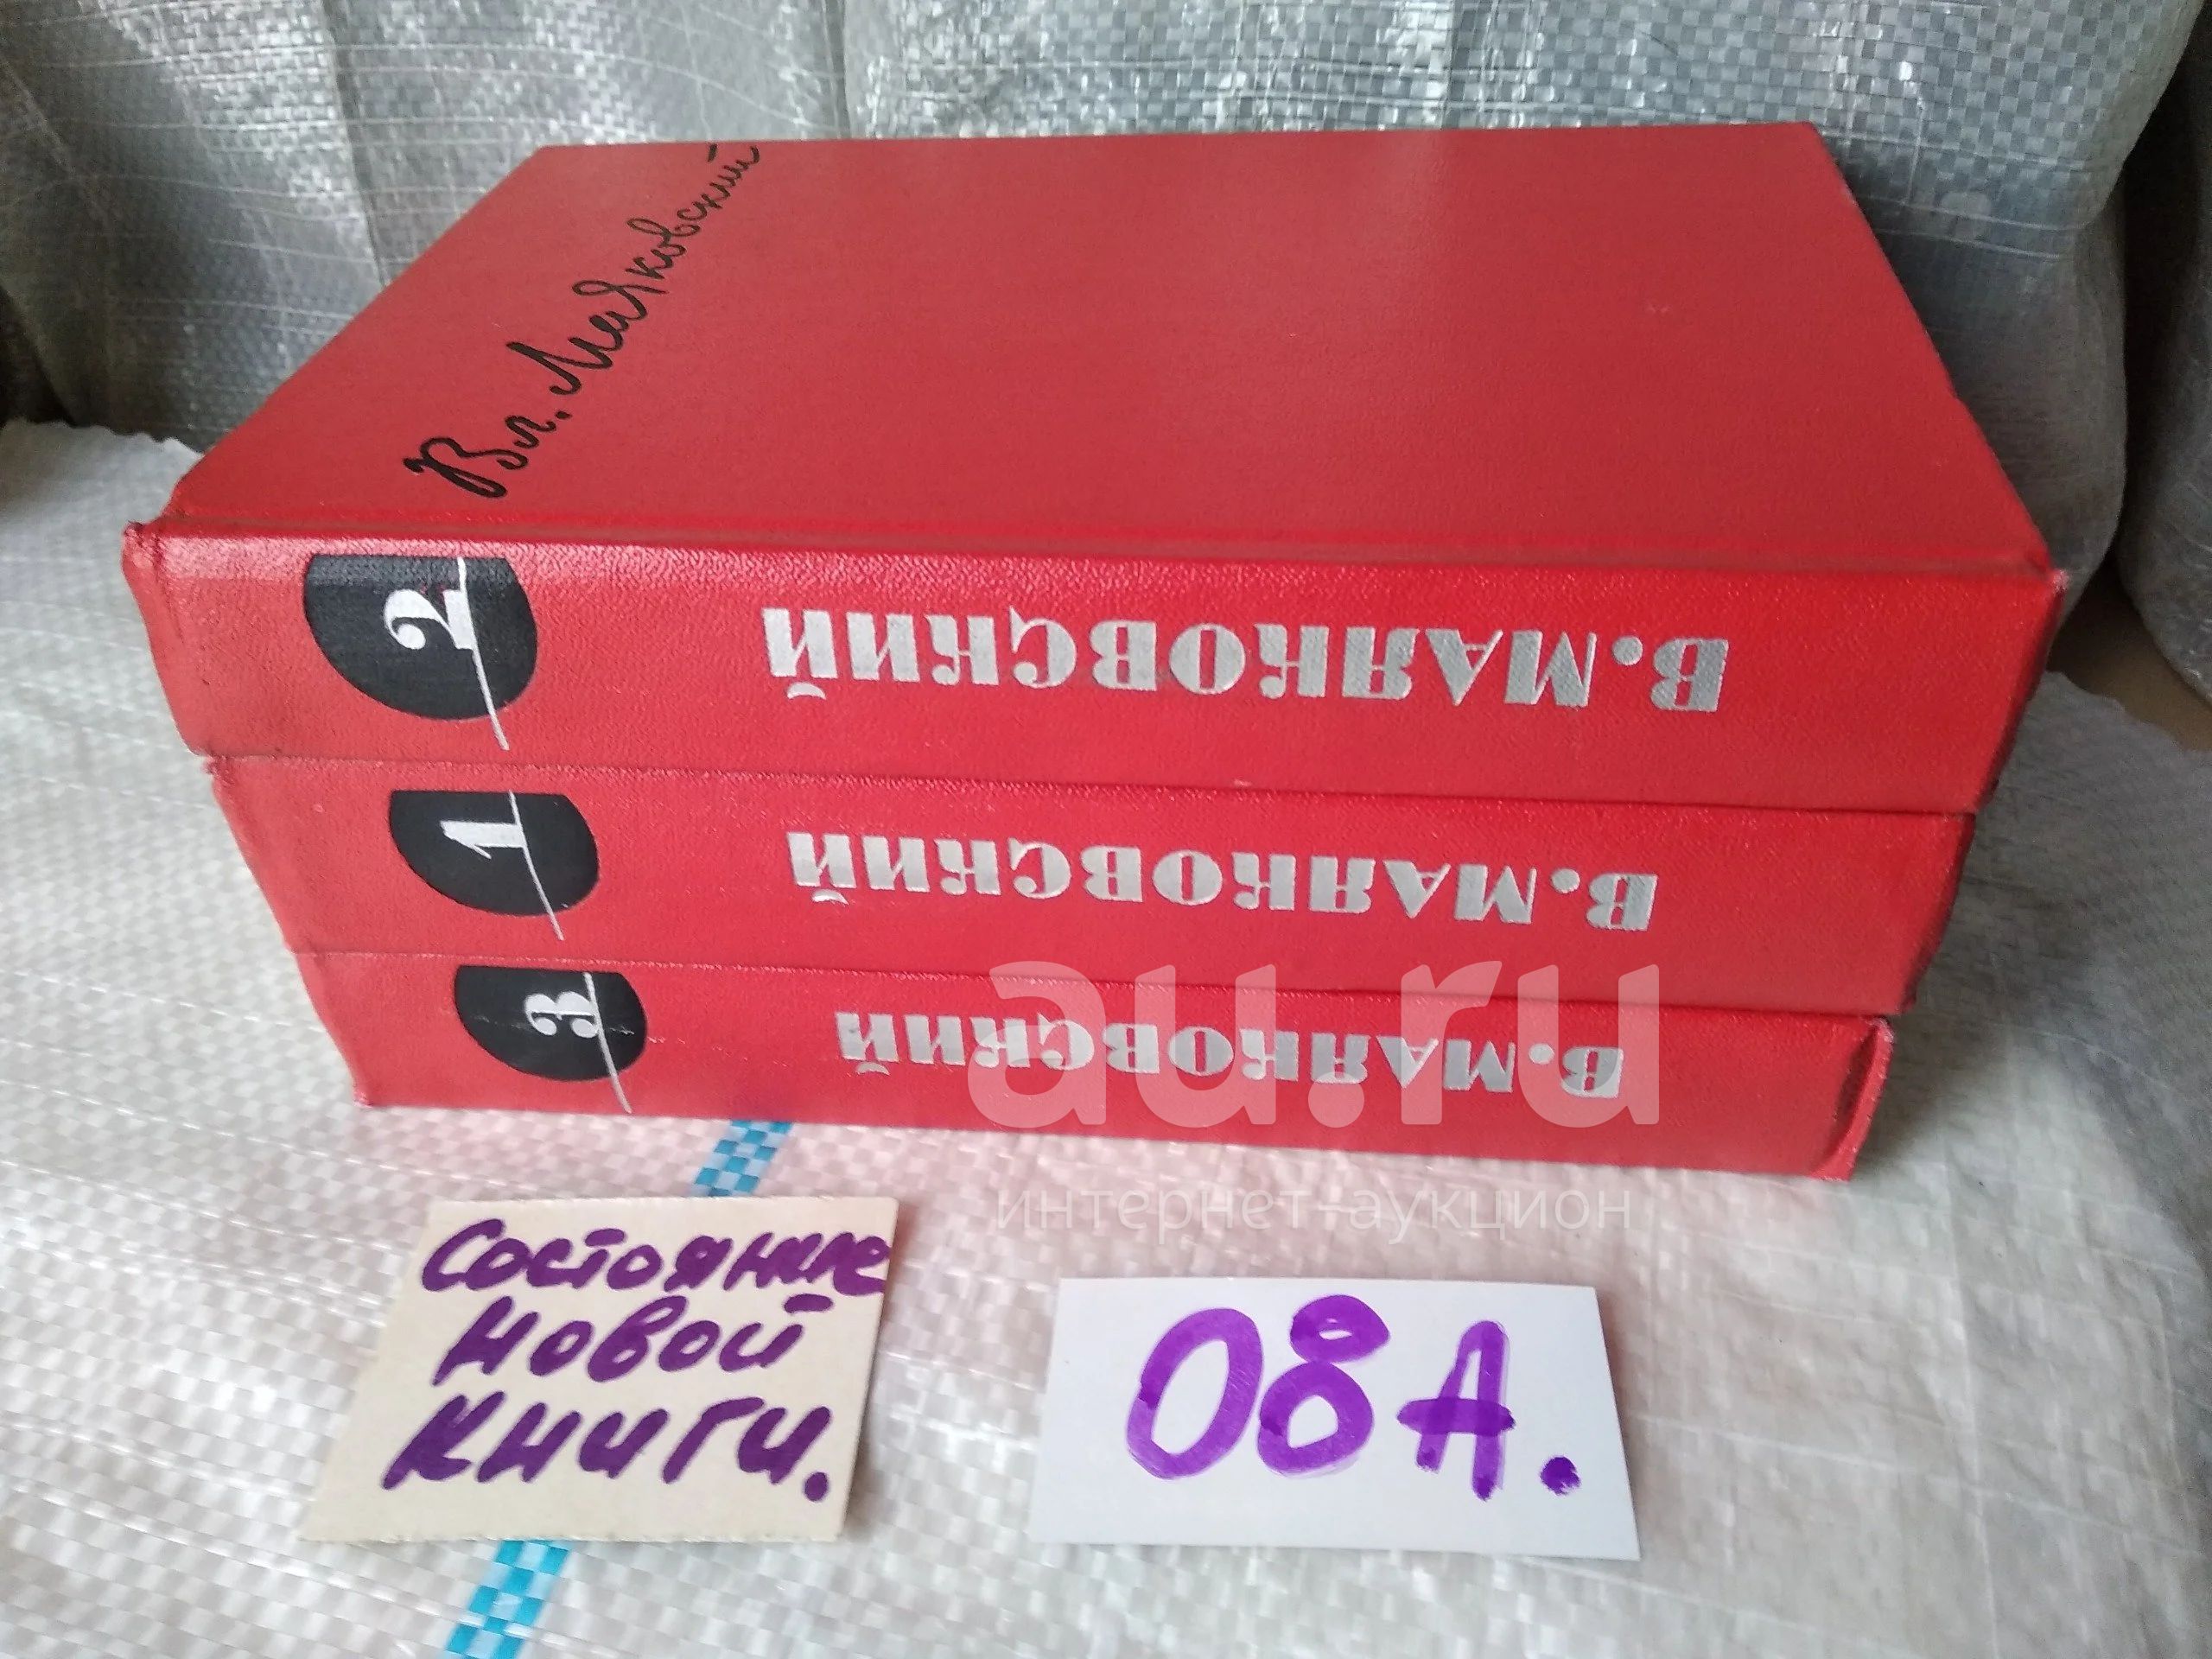 Вл. Маяковский
2
В.МАЯКОВСКИЙ
1
В.МАЯКОВСКИЙ
3
В.МАЯКОВСКИЙ
au.ru
интернет-аукцион
Состояние
новой
книги.
08А.